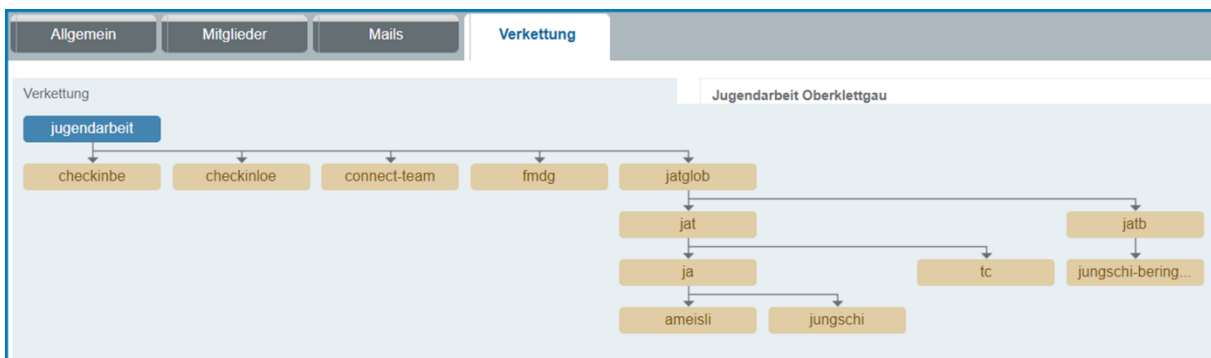 Allgemein Mitglieder Mails Verkettung
Verkettung
Jugendarbeit Oberklettgau
jugendarbeit
checkinbe checkinloe connect-team fmdg jatglob
jat jatb
ja tc jungschi-bering...
ameisli jungschi